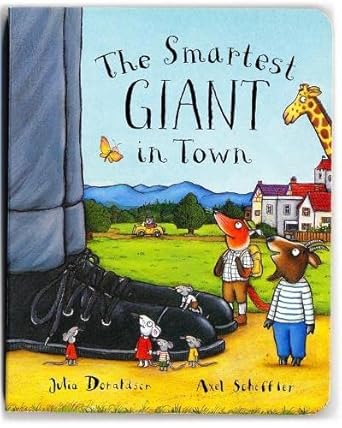 The Smartest
GIANT
in Town
Julia Donaldson Axel Scheffler